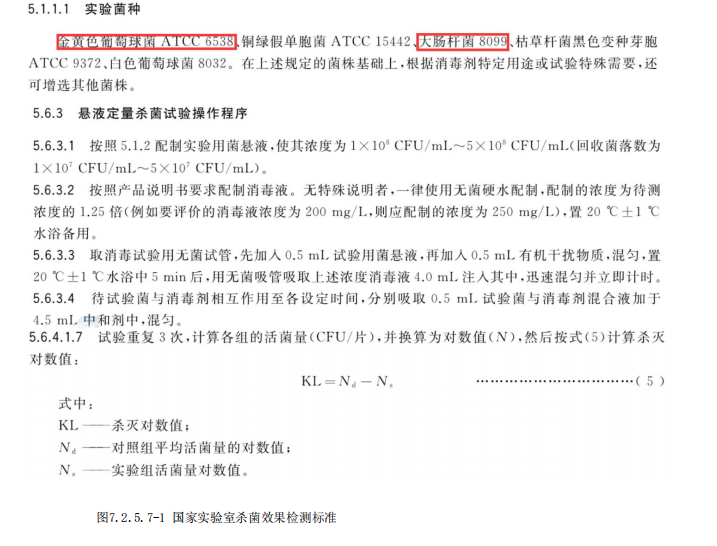 5.1.1.1 实验菌种
金黄色葡萄球菌 ATCC 6538、铜绿假单胞菌 ATCC 15442、大肠杆菌 8099、枯草杆菌黑色变种芽胞
ATCC 9372、白色葡萄球菌 8032。在上述规定的菌株基础上,根据消毒剂特定用途或试验特殊需要,还
可增选其他菌株。
5.6.3 悬液定量杀菌试验操作程序
5.6.3.1 按照 5.1.2 配制实验用菌悬液,使其浓度为 1×10⁸ CFU/mL～5×10⁸ CFU/mL(回收菌落数为
1×10⁷ CFU/mL～5×10⁷ CFU/mL)。
5.6.3.2 按照产品说明书要求配制消毒液。无特殊说明者,一律使用无菌硬水配制,配制的浓度为待测
浓度的 1.25 倍(例如要评价的消毒液浓度为 200 mg/L,则应配制的浓度为 250 mg/L),置 20 ℃±1 ℃
水浴备用。
5.6.3.3 取消毒试验用无菌试管,先加入 0.5 mL 试验用菌悬液,再加入 0.5 mL 有机干扰物质,混匀,置
20 ℃±1 ℃水浴中 5 min 后,用无菌吸管吸取上述浓度消毒液 4.0 mL 注入其中,迅速混匀并立即计时。
5.6.3.4 待试验菌与消毒剂相互作用至各设定时间,分别吸取 0.5 mL 试验菌与消毒剂混合液加于
4.5 mL 中和剂中,混匀。
5.6.4.1.7 试验重复 3 次,计算各组的活菌量(CFU/片),并换算为对数值(N),然后按式(5)计算杀灭
对数值:
KL=Nd－Nₑ ……………………………( 5 )
式中:
KL ——杀灭对数值;
Nd ——对照组平均活菌量的对数值;
Nₑ ——实验组活菌量对数值。
图7.2.5.7-1 国家实验室杀菌效果检测标准